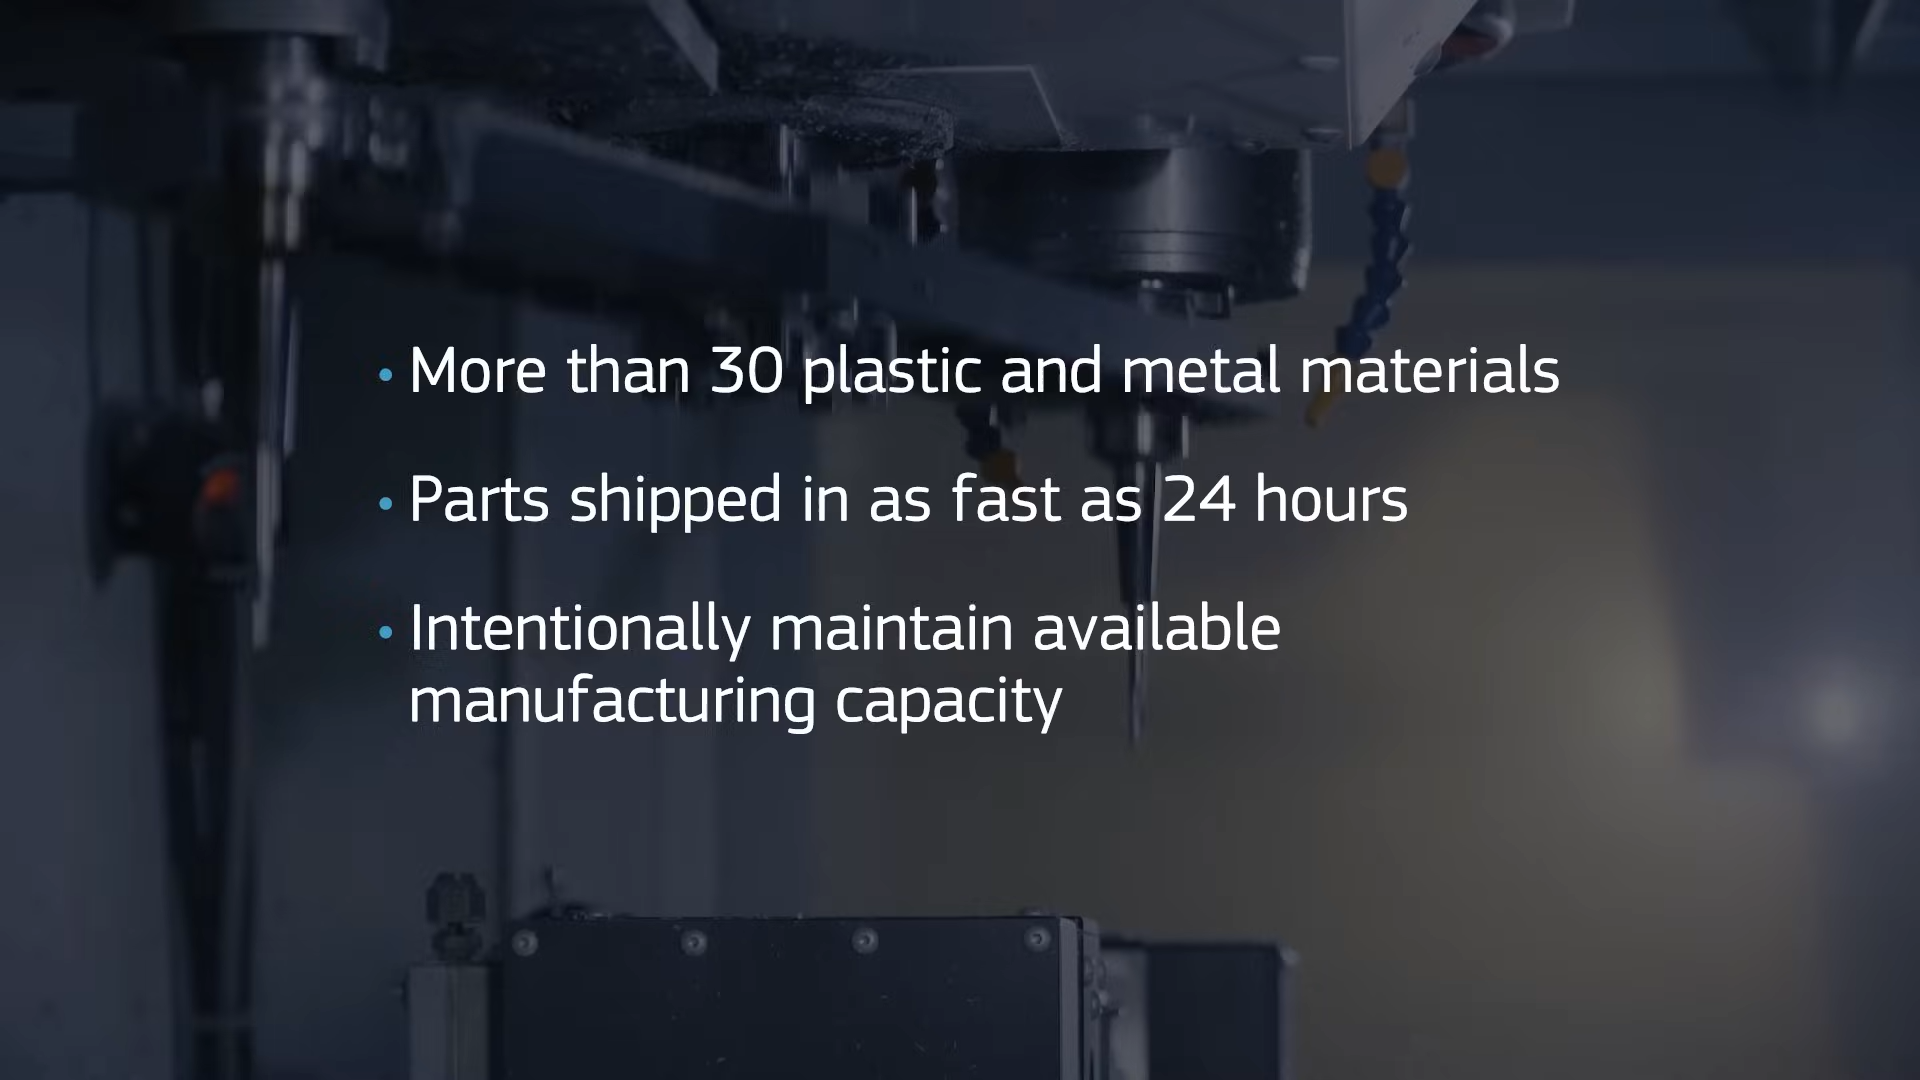 • More than 30 plastic and metal materials
• Parts shipped in as fast as 24 hours
• Intentionally maintain available
manufacturing capacity